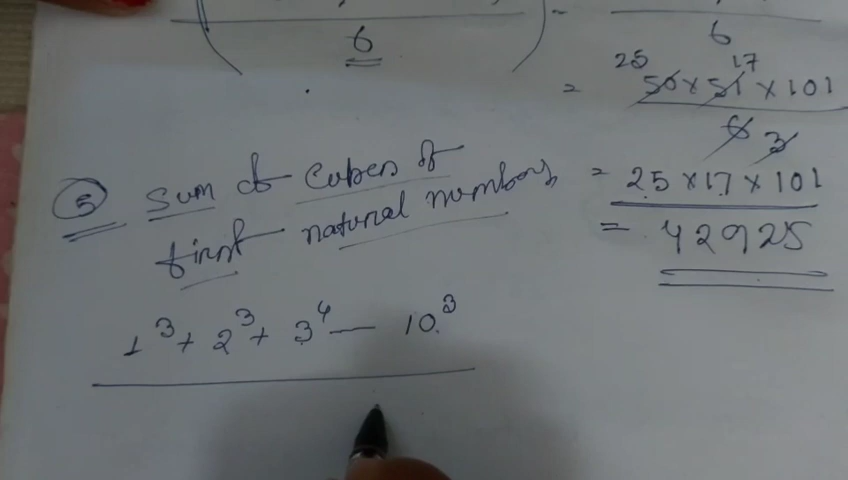 6
6
25 17
= 50 × 51 × 101
6 3
⑤ Sum of Cubes of
first natural numbers
= 25 × 17 × 101
= 42925
1³ + 2³ + 3⁴ — 10³